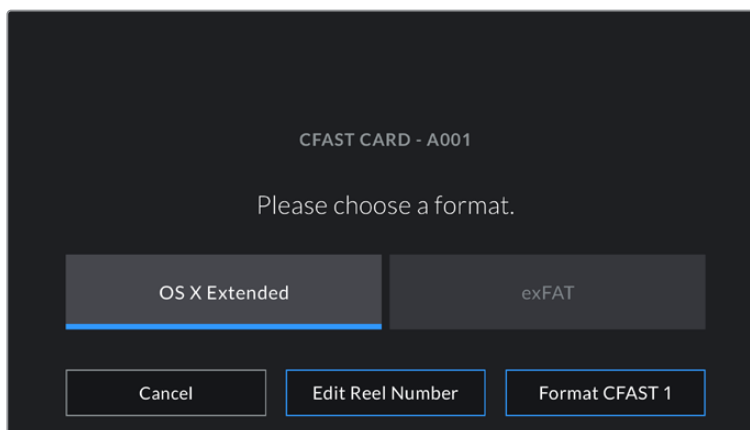 CFAST CARD - A001
Please choose a format.
OS X Extended
exFAT
Cancel
Edit Reel Number
Format CFAST 1